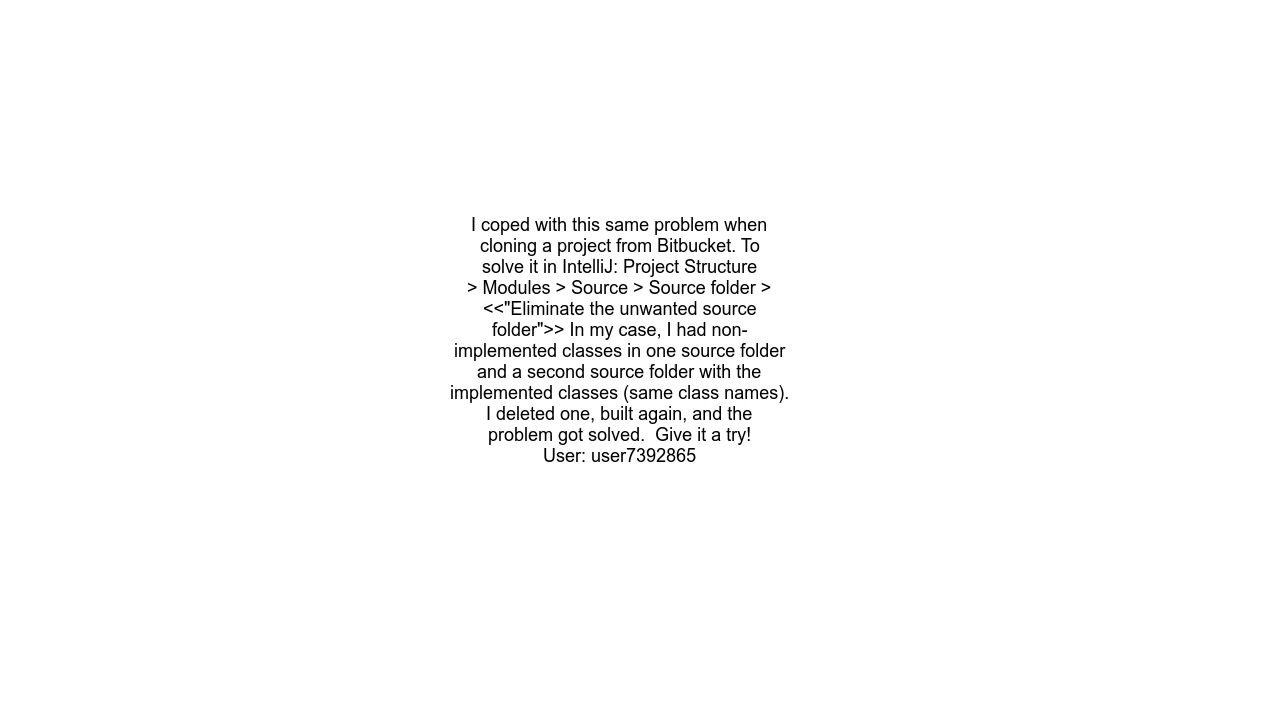 I coped with this same problem when
cloning a project from Bitbucket. To
solve it in IntelliJ: Project Structure
> Modules > Source > Source folder >
<<"Eliminate the unwanted source
folder">> In my case, I had non-
implemented classes in one source folder
and a second source folder with the
implemented classes (same class names).
I deleted one, built again, and the
problem got solved.  Give it a try!
User: user7392865